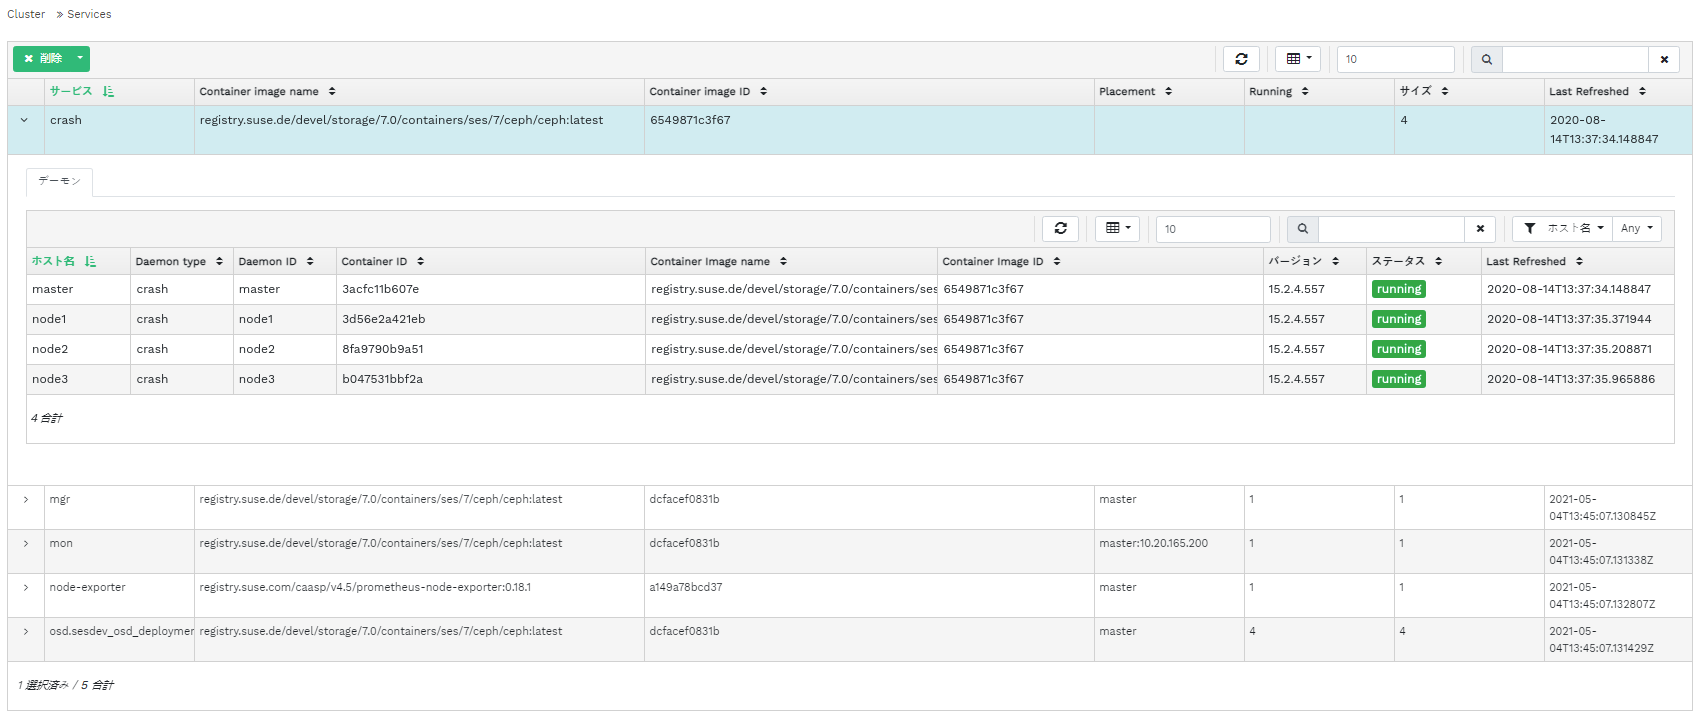 Cluster » Services
✖ 削除
10
サービス Container image name Container image ID Placement Running サイズ Last Refreshed
crash registry.suse.de/devel/storage/7.0/containers/ses/7/ceph/ceph:latest 6549871c3f67 4 2020-08-
14T13:37:34.148847
デーモン
10 ホスト名 Any
ホスト名 Daemon type Daemon ID Container ID Container Image name Container Image ID バージョン ステータス Last Refreshed
master crash master 3acfc11b607e registry.suse.de/devel/storage/7.0/containers/ses 6549871c3f67 15.2.4.557 running 2020-08-14T13:37:34.148847
node1 crash node1 3d56e2a421eb registry.suse.de/devel/storage/7.0/containers/ses 6549871c3f67 15.2.4.557 running 2020-08-14T13:37:35.371944
node2 crash node2 8fa9790b9a51 registry.suse.de/devel/storage/7.0/containers/ses 6549871c3f67 15.2.4.557 running 2020-08-14T13:37:35.208871
node3 crash node3 b047531bbf2a registry.suse.de/devel/storage/7.0/containers/ses 6549871c3f67 15.2.4.557 running 2020-08-14T13:37:35.965886
4 合計
mgr registry.suse.de/devel/storage/7.0/containers/ses/7/ceph/ceph:latest dcfacef0831b master 1 1 2021-05-
04T13:45:07.130845Z
mon registry.suse.de/devel/storage/7.0/containers/ses/7/ceph/ceph:latest dcfacef0831b master:10.20.165.200 1 1 2021-05-
04T13:45:07.131338Z
node-exporter registry.suse.com/caasp/v4.5/prometheus-node-exporter:0.18.1 a149a78bcd37 master 1 1 2021-05-
04T13:45:07.132807Z
osd.sesdev_osd_deploymen registry.suse.de/devel/storage/7.0/containers/ses/7/ceph/ceph:latest dcfacef0831b master 4 4 2021-05-
04T13:45:07.131429Z
1 選択済み / 5 合計